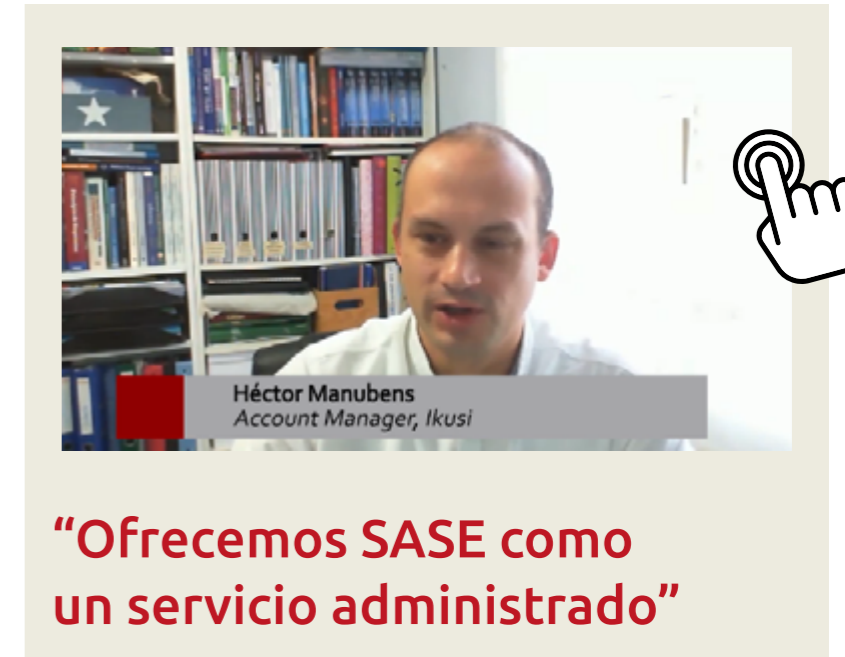 Héctor Manubens
Account Manager, Ikusi
“Ofrecemos SASE como
un servicio administrado”